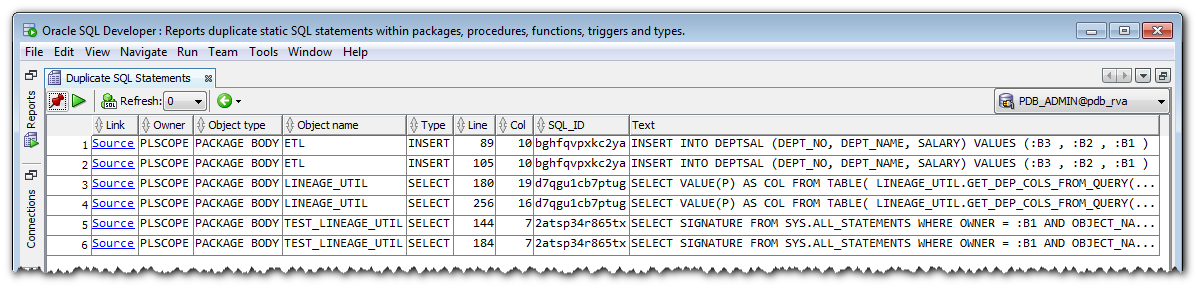 Oracle SQL Developer : Reports duplicate static SQL statements within packages, procedures, functions, triggers and types.
File Edit View Navigate Run Team Tools Window Help
Duplicate SQL Statements
Reports
Connections
SQL Refresh: 0 PDB_ADMIN@pdb_rva
Link Owner Object type Object name Type Line Col SQL_ID Text
1 Source PLSCOPE PACKAGE BODY ETL INSERT 89 10 bghfqvpxkc2ya INSERT INTO DEPTSAL (DEPT_NO, DEPT_NAME, SALARY) VALUES (:B3 , :B2 , :B1 )
2 Source PLSCOPE PACKAGE BODY ETL INSERT 105 10 bghfqvpxkc2ya INSERT INTO DEPTSAL (DEPT_NO, DEPT_NAME, SALARY) VALUES (:B3 , :B2 , :B1 )
3 Source PLSCOPE PACKAGE BODY LINEAGE_UTIL SELECT 180 19 d7qgu1cb7ptug SELECT VALUE(P) AS COL FROM TABLE( LINEAGE_UTIL.GET_DEP_COLS_FROM_QUERY(...
4 Source PLSCOPE PACKAGE BODY LINEAGE_UTIL SELECT 256 16 d7qgu1cb7ptug SELECT VALUE(P) AS COL FROM TABLE( LINEAGE_UTIL.GET_DEP_COLS_FROM_QUERY(...
5 Source PLSCOPE PACKAGE BODY TEST_LINEAGE_UTIL SELECT 144 7 2atsp34r865tx SELECT SIGNATURE FROM SYS.ALL_STATEMENTS WHERE OWNER = :B1 AND OBJECT_NA...
6 Source PLSCOPE PACKAGE BODY TEST_LINEAGE_UTIL SELECT 184 7 2atsp34r865tx SELECT SIGNATURE FROM SYS.ALL_STATEMENTS WHERE OWNER = :B1 AND OBJECT_NA...